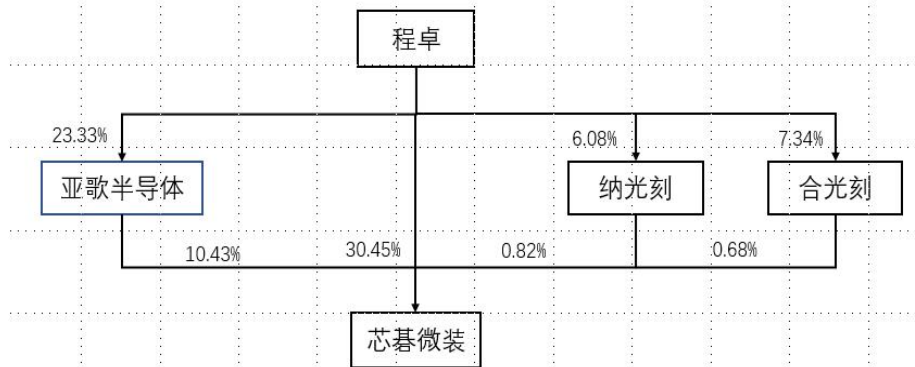 程卓
23.33%
6.08%
7.34%
亚歌半导体
纳光刻
合光刻
10.43%
30.45%
0.82%
0.68%
芯碁微装